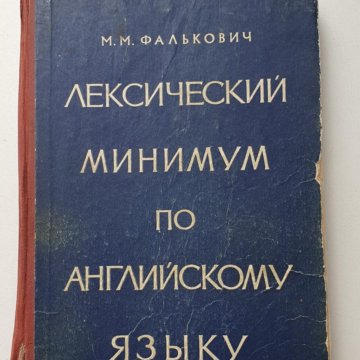 М. М. ФАЛЬКОВИЧ
ЛЕКСИЧЕСКИЙ
МИНИМУМ
ПО
АНГЛИЙСКОМУ
ЯЗЫКУ